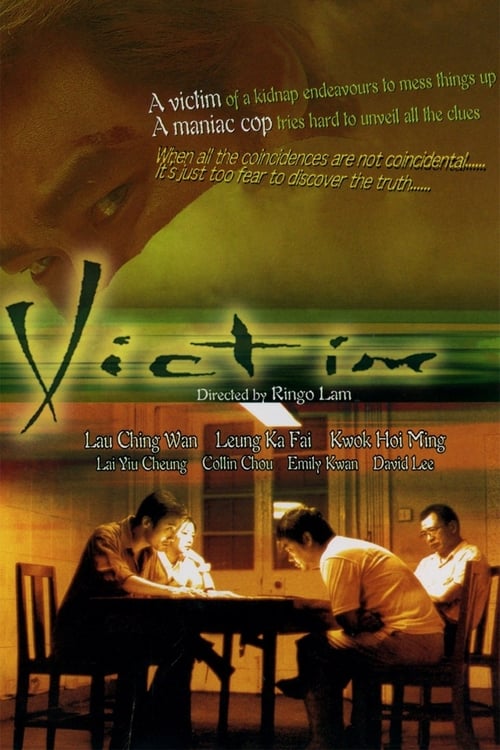 A victim of a kidnap endeavours to mess things up
A maniac cop tries hard to unveil all the clues
When all the coincidences are not coincidental......
It's just too fear to discover the truth......
Victim
Directed by Ringo Lam
Lau Ching Wan Leung Ka Fai Kwok Hoi Ming
Lai Yiu Cheung Collin Chou Emily Kwan David Lee